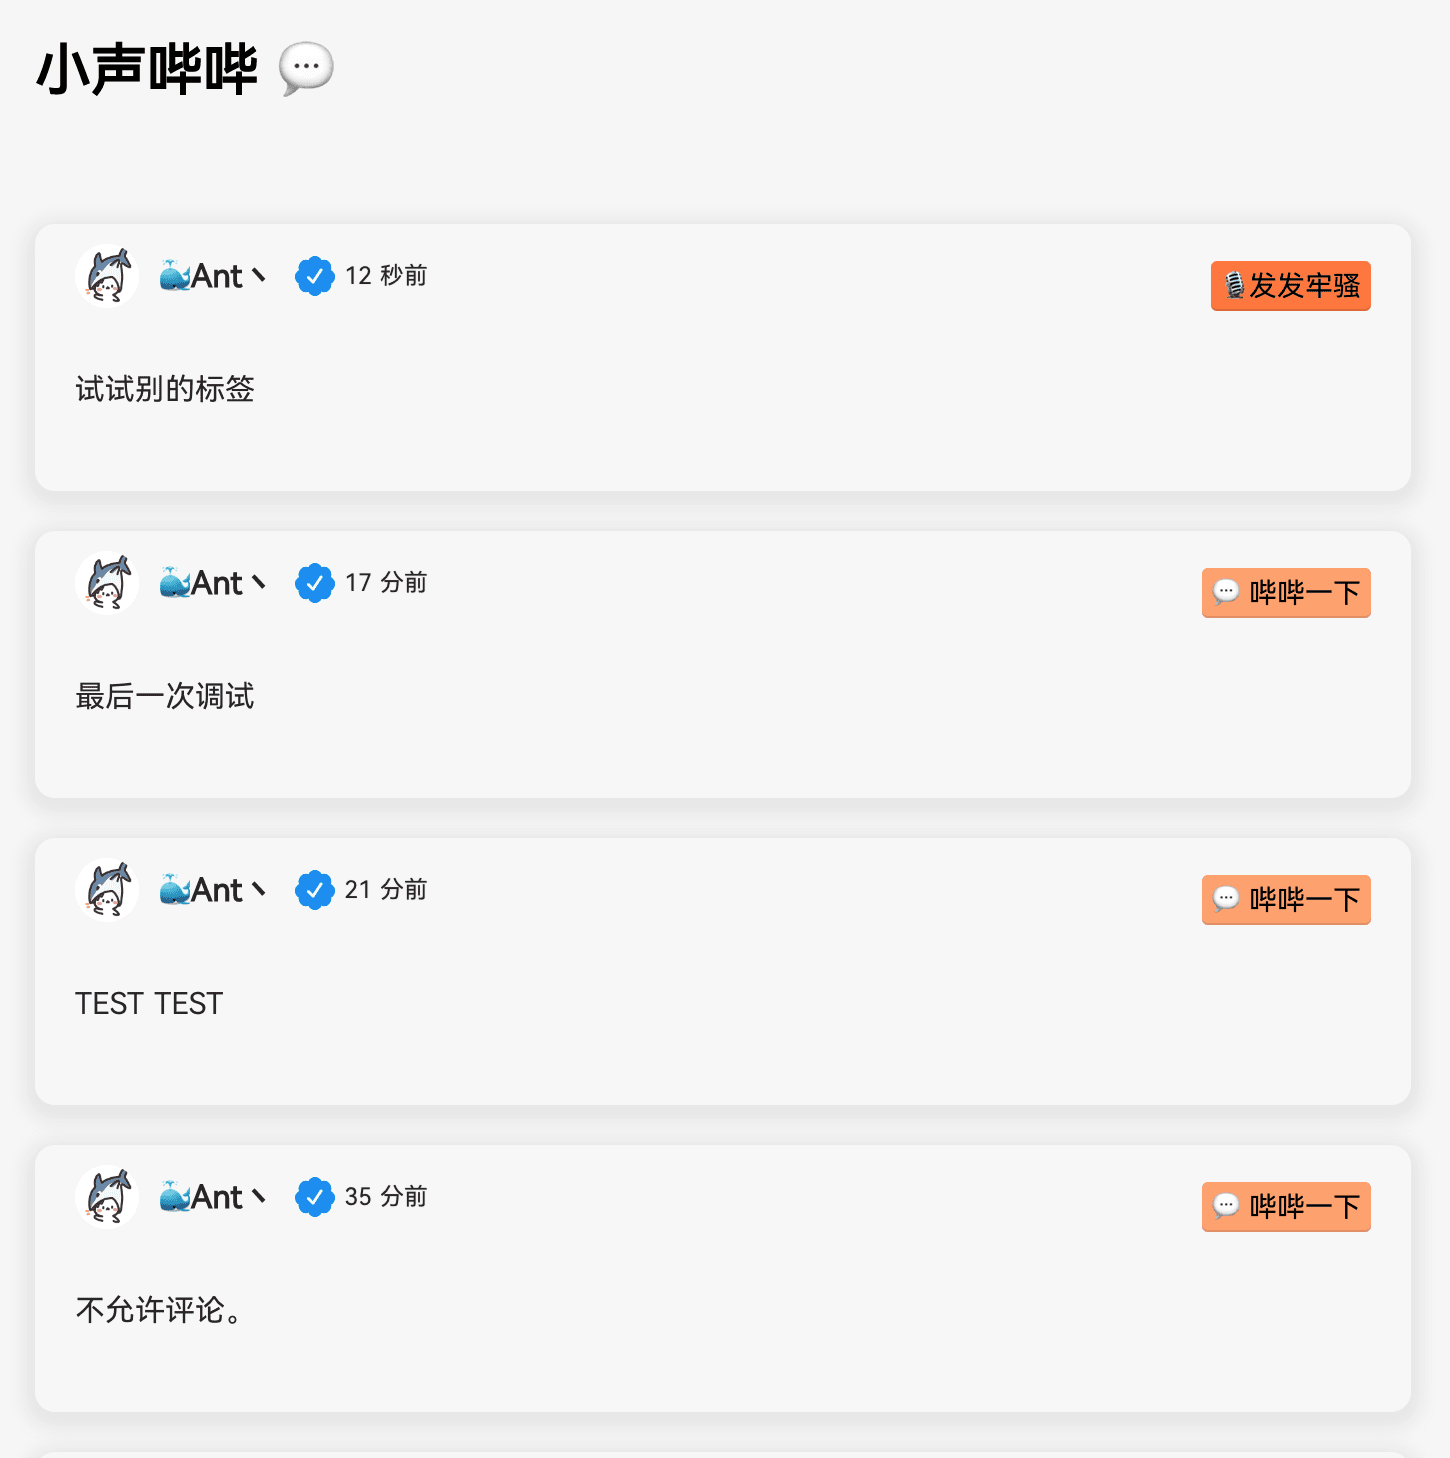 小声哔哔 💬
🐳Ant丶 12 秒前
🎙发发牢骚
试试别的标签
🐳Ant丶 17 分前
💬 哔哔一下
最后一次调试
🐳Ant丶 21 分前
💬 哔哔一下
TEST TEST
🐳Ant丶 35 分前
💬 哔哔一下
不允许评论。